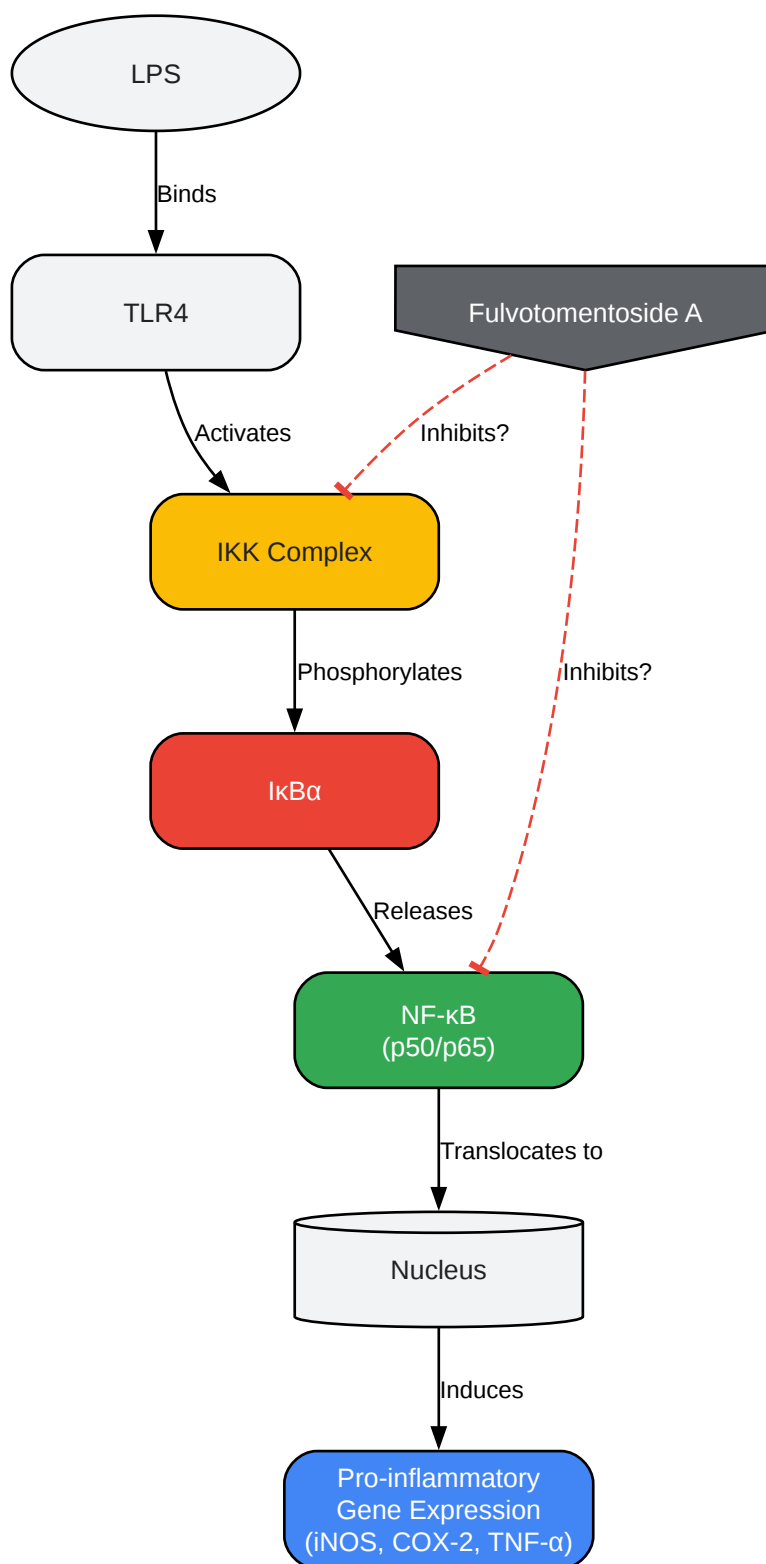 LPS
Binds
TLR4
Fulvotomentoside A
Activates
Inhibits?
IKK Complex
Phosphorylates
Inhibits?
IκBα
Releases
NF-κB
(p50/p65)
Translocates to
Nucleus
Induces
Pro-inflammatory
Gene Expression
(iNOS, COX-2, TNF-α)